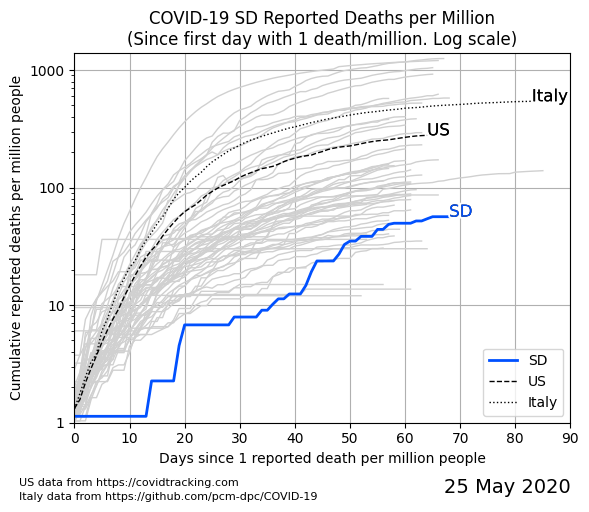 COVID-19 SD Reported Deaths per Million
(Since first day with 1 death/million. Log scale)
Cumulative reported deaths per million people
1000
100
10
1
Italy
US
SD
SD
US
Italy
0 10 20 30 40 50 60 70 80 90
Days since 1 reported death per million people
US data from https://covidtracking.com
Italy data from https://github.com/pcm-dpc/COVID-19
25 May 2020